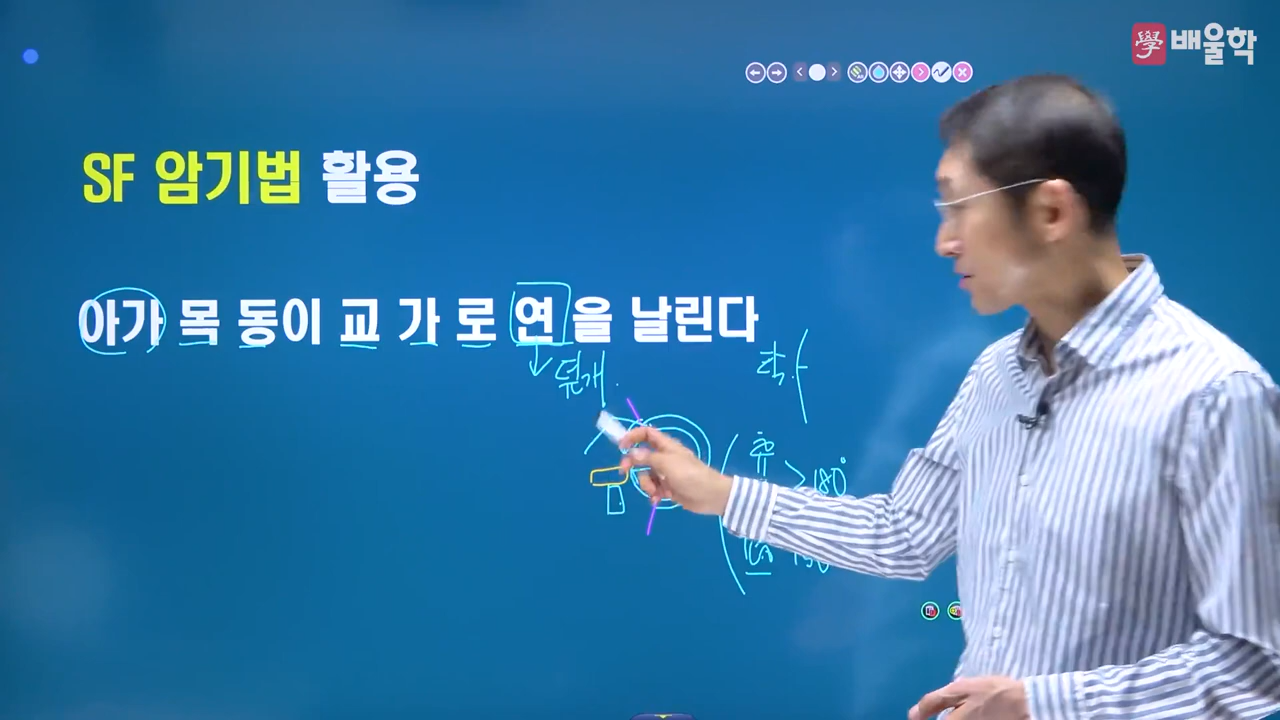 學 배울학
SF 암기법 활용
아가 목 동이 교 가 로 연 을 날린다
덮개
>180°